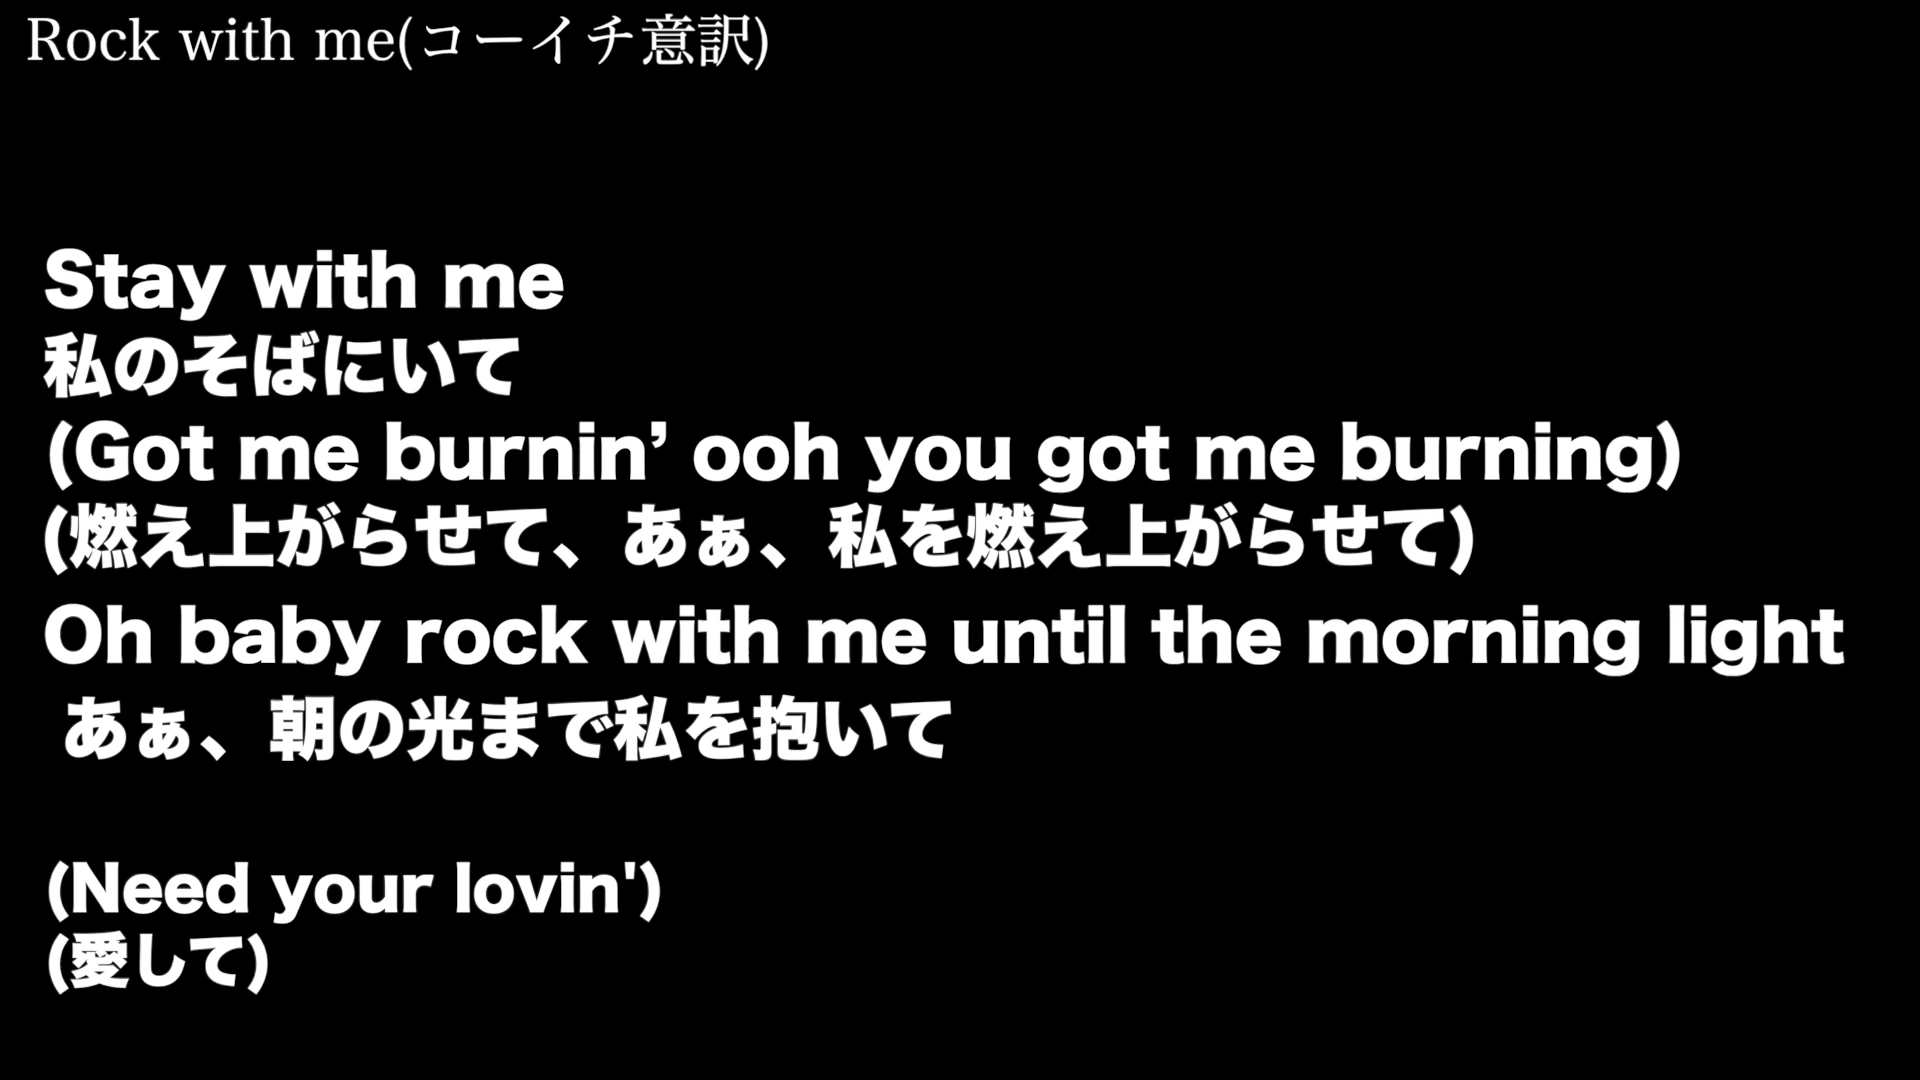 Rock with me(コーイチ意訳)
Stay with me
私のそばにいて
(Got me burnin’ ooh you got me burning)
(燃え上がらせて、あぁ、私を燃え上がらせて)
Oh baby rock with me until the morning light
あぁ、朝の光まで私を抱いて
(Need your lovin')
(愛して)